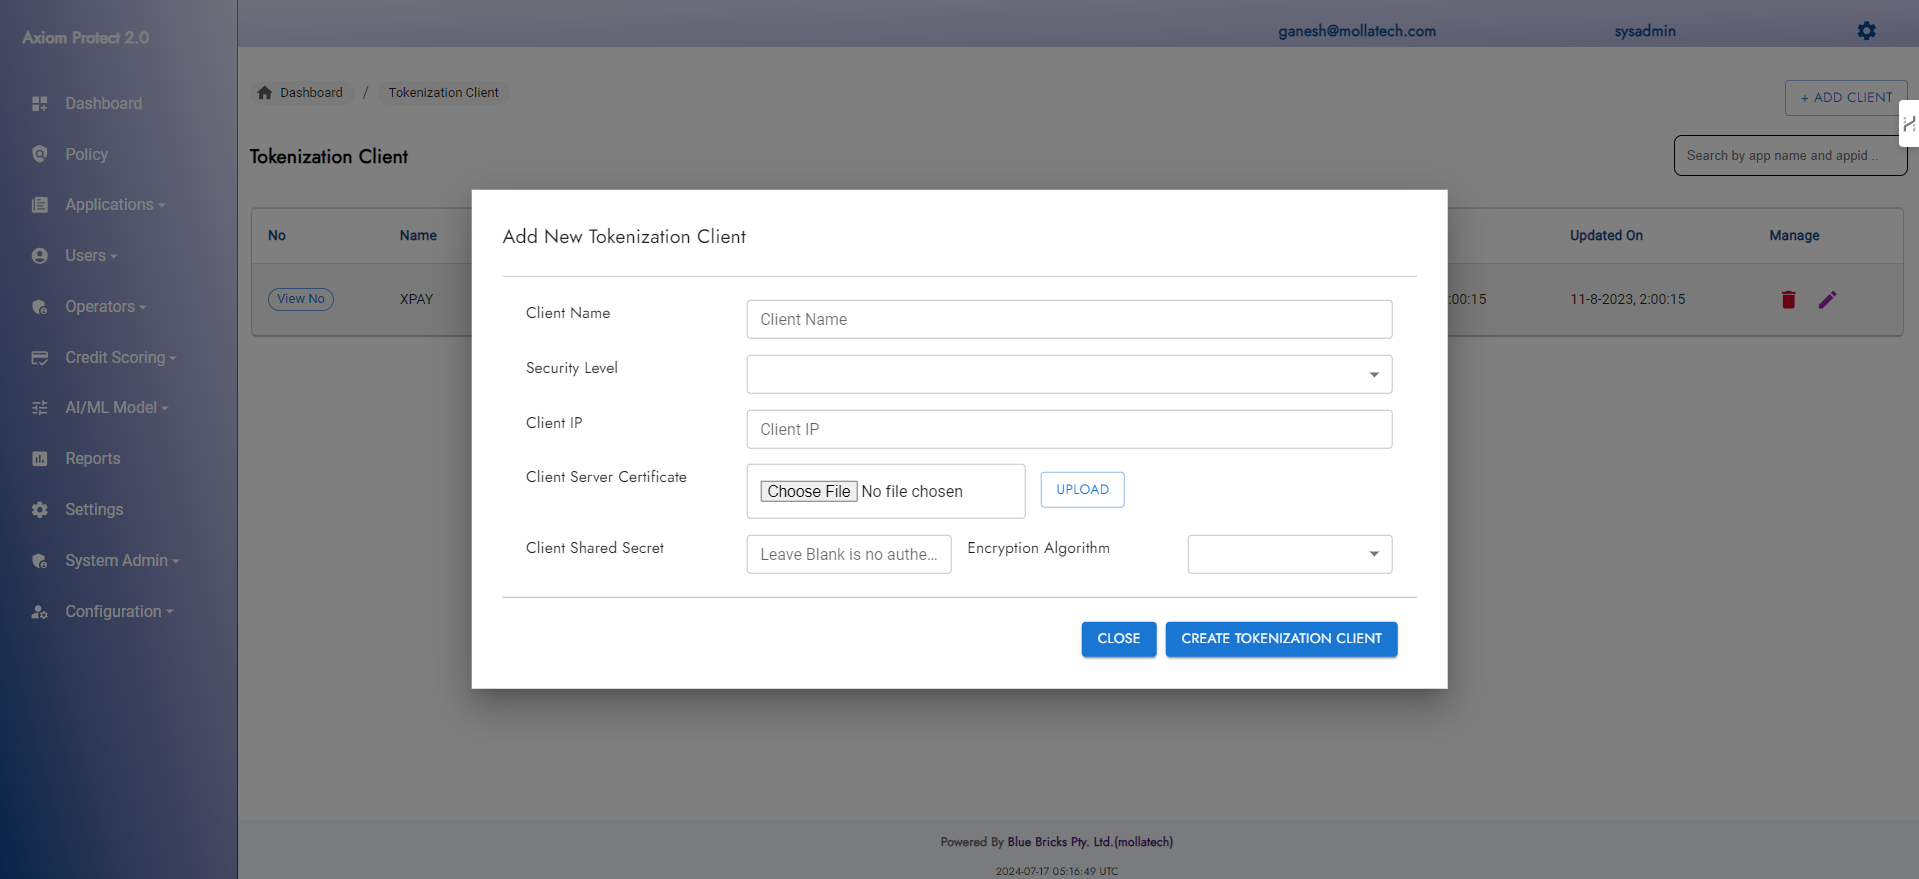 Axiom Protect 2.0
ganesh@mollatech.com
sysadmin
Dashboard
Policy
Applications
Users
Operators
Credit Scoring
AI/ML Model
Reports
Settings
System Admin
Configuration
Dashboard / Tokenization Client
+ ADD CLIENT
Tokenization Client
Search by app name and appid ..
No Name Updated On Manage
View No XPAY :00:15 11-8-2023, 2:00:15
Add New Tokenization Client
Client Name Client Name
Security Level
Client IP Client IP
Client Server Certificate Choose File No file chosen UPLOAD
Client Shared Secret Leave Blank is no authe... Encryption Algorithm
CLOSE CREATE TOKENIZATION CLIENT
Powered By Blue Bricks Pty. Ltd.(mollatech)
2024-07-17 05:16:49 UTC